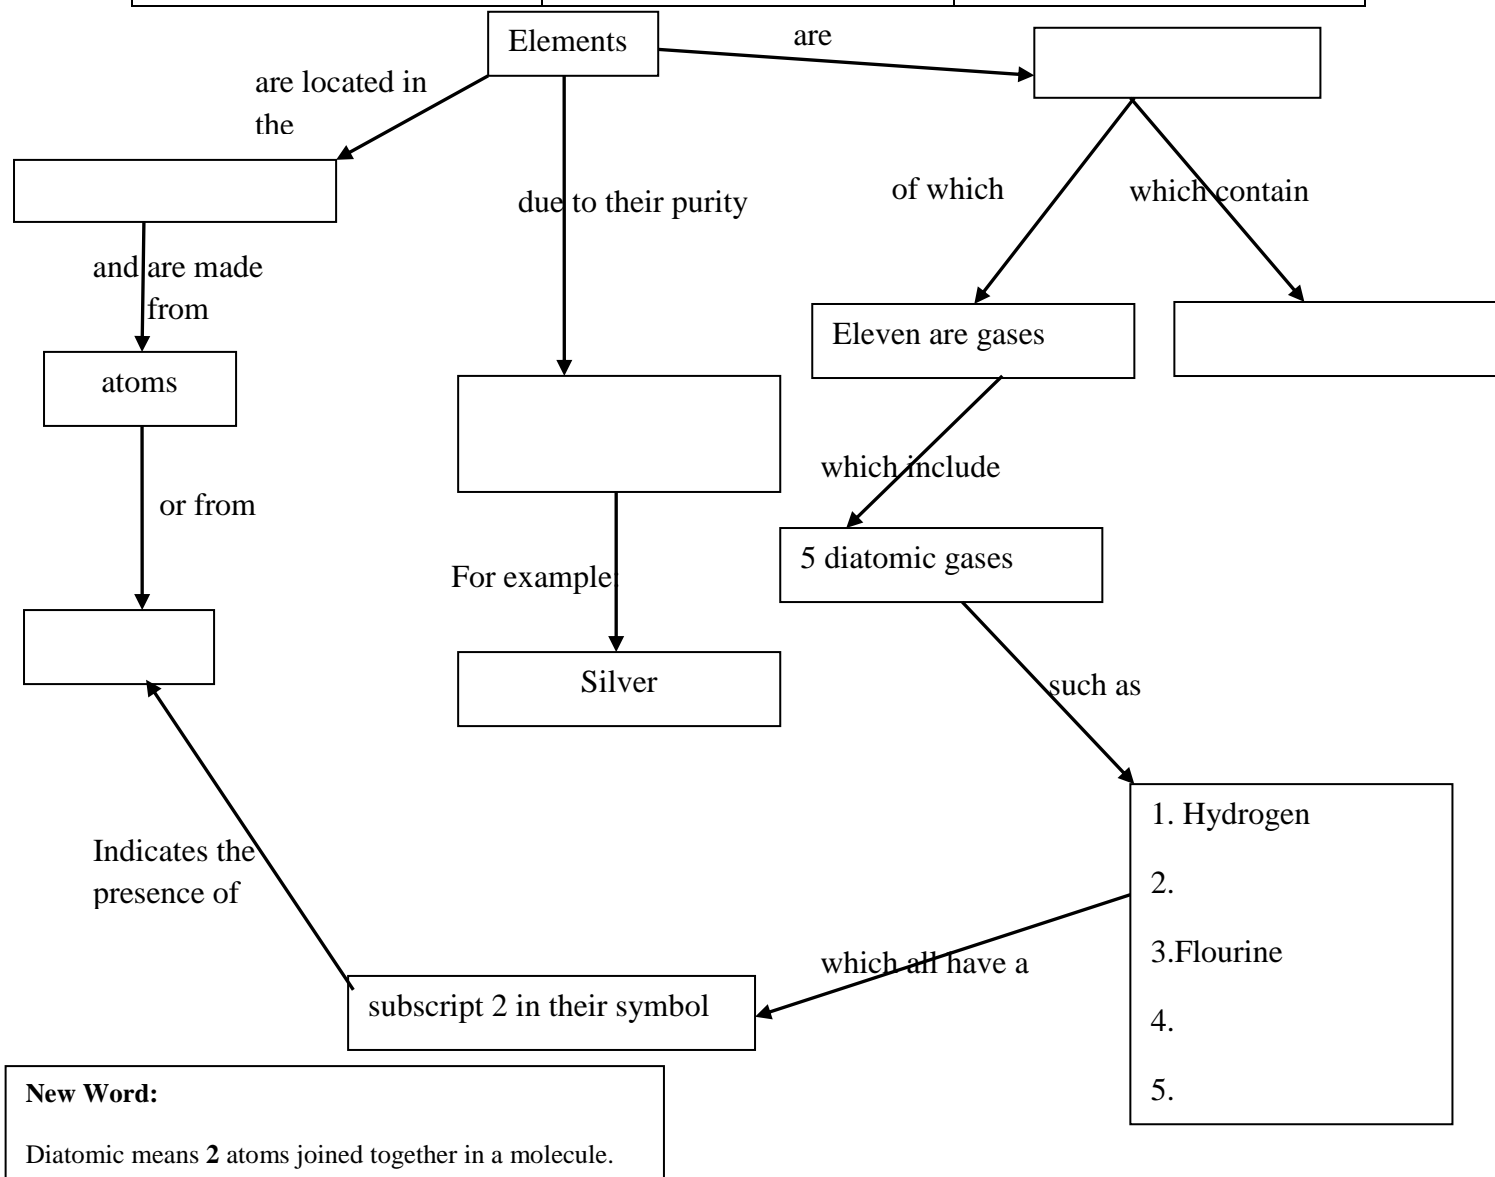 Elements
are
are located in
the
of which
which contain
due to their purity
and are made
from
Eleven are gases
atoms
which include
or from
5 diatomic gases
For example:
Silver
such as
1. Hydrogen
2.
3.Flourine
4.
5.
Indicates the
presence of
which all have a
subscript 2 in their symbol
New Word:
Diatomic means 2 atoms joined together in a molecule.